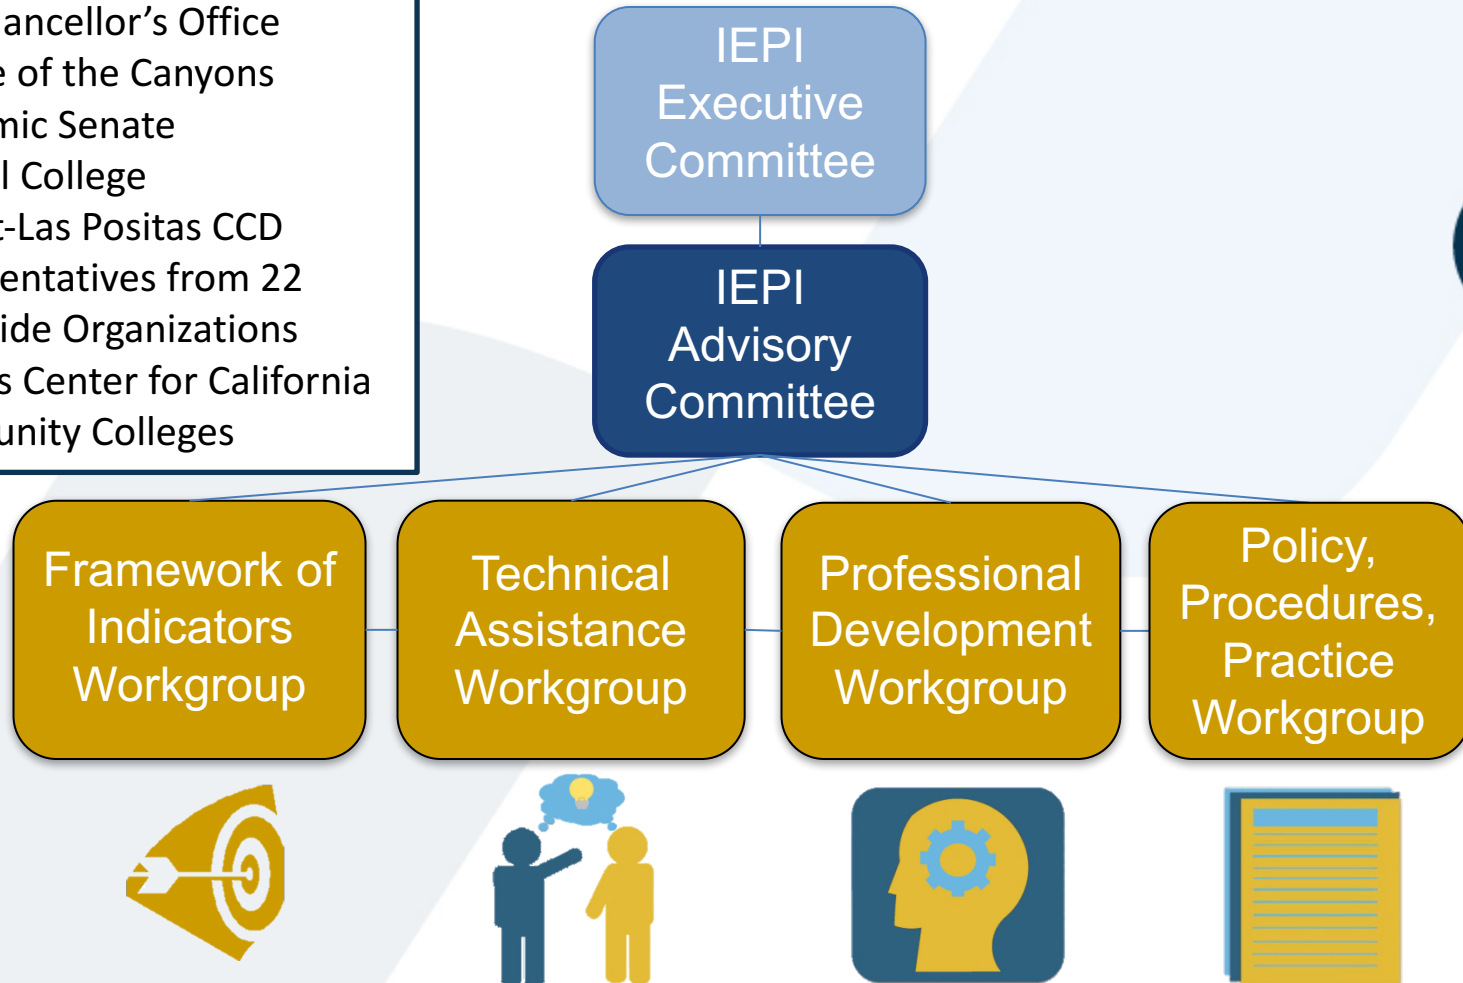 ancellor’s Office
e of the Canyons
mic Senate
l College
t-Las Positas CCD
entatives from 22
ide Organizations
s Center for California
unity Colleges
IEPI
Executive
Committee
IEPI
Advisory
Committee
Framework of
Indicators
Workgroup
Technical
Assistance
Workgroup
Professional
Development
Workgroup
Policy,
Procedures,
Practice
Workgroup